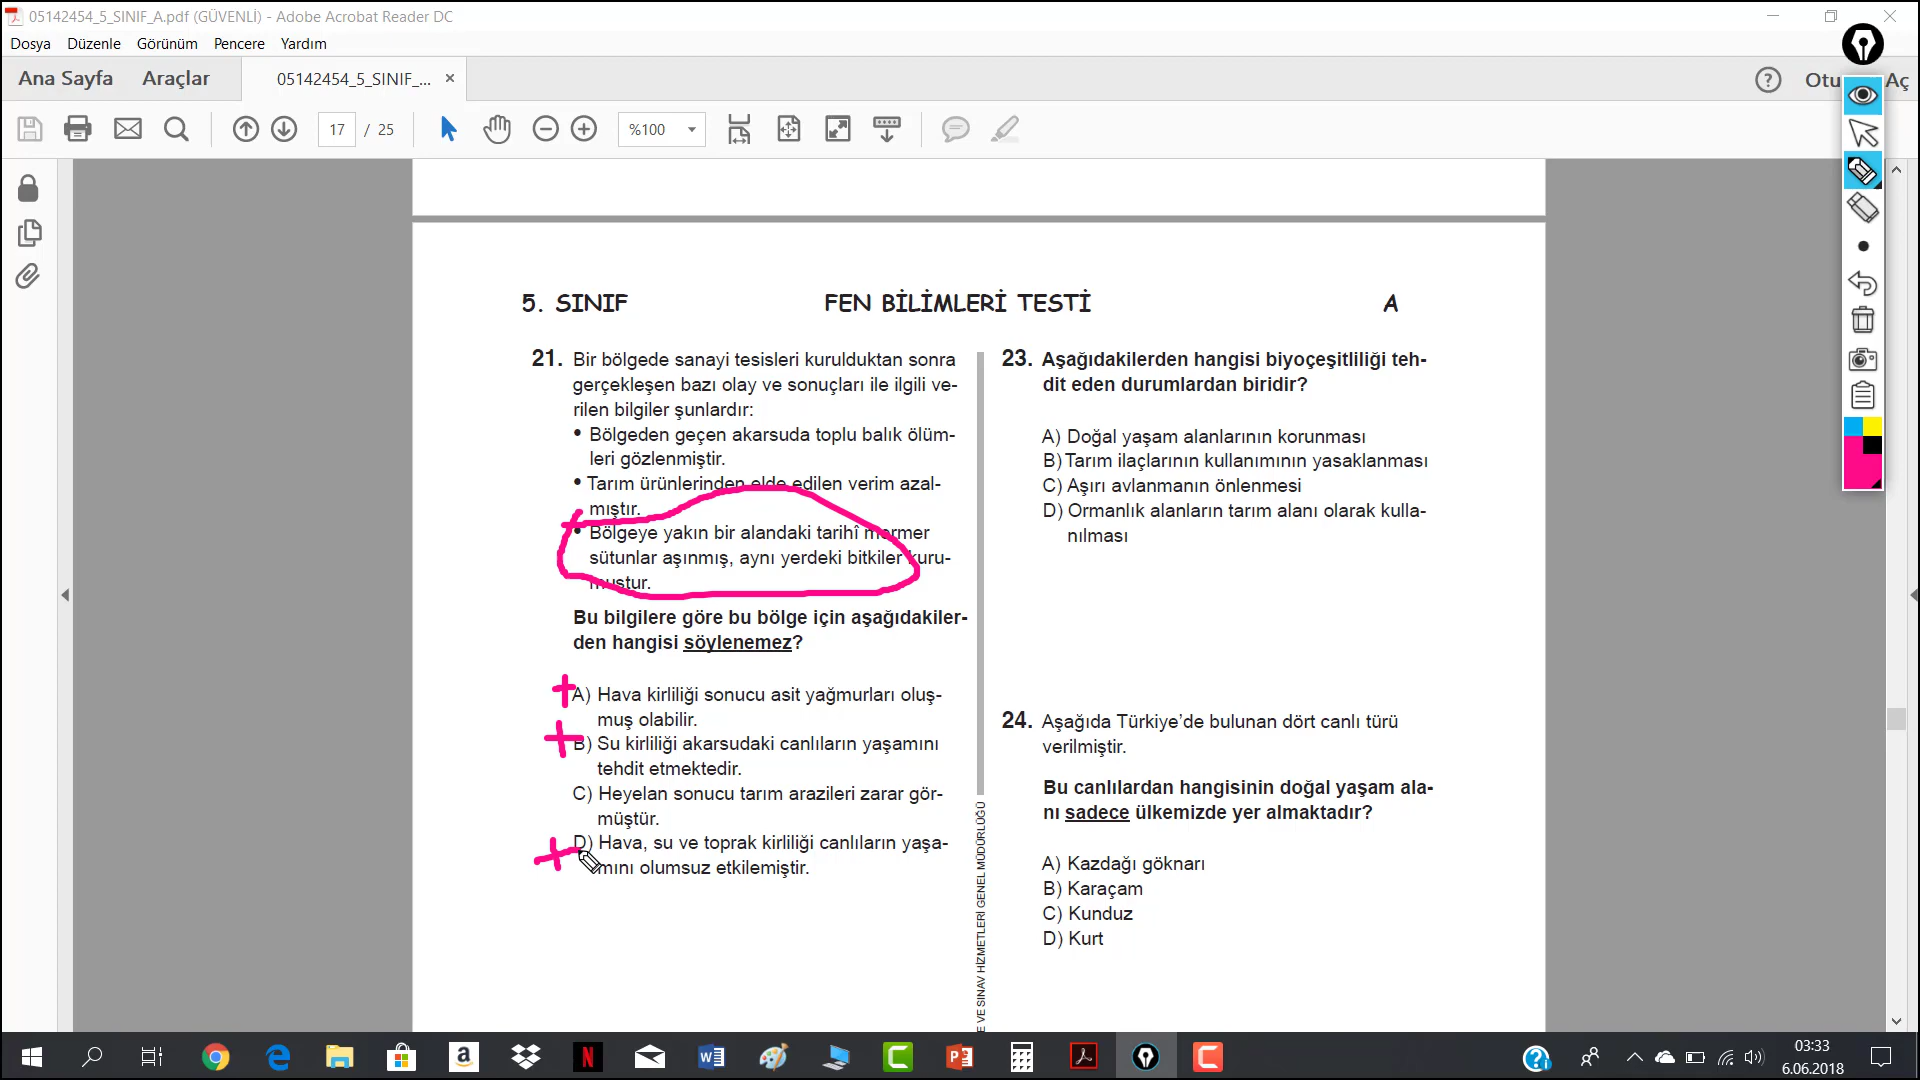 05142454_5_SINIF_A.pdf (GÜVENLİ) - Adobe Acrobat Reader DC
Dosya Düzenle Görünüm Pencere Yardım
Ana Sayfa Araçlar 05142454_5_SINIF_... × Otu Aç
17 / 25 %100
5. SINIF FEN BİLİMLERİ TESTİ A
21. Bir bölgede sanayi tesisleri kurulduktan sonra
gerçekleşen bazı olay ve sonuçları ile ilgili ve-
rilen bilgiler şunlardır:
• Bölgeden geçen akarsuda toplu balık ölüm-
leri gözlenmiştir.
• Tarım ürünlerinden elde edilen verim azal-
mıştır.
• Bölgeye yakın bir alandaki tarihî mermer
sütunlar aşınmış, aynı yerdeki bitkiler kuru-
muştur.
Bu bilgilere göre bu bölge için aşağıdakiler-
den hangisi söylenemez?
A) Hava kirliliği sonucu asit yağmurları oluş-
muş olabilir.
B) Su kirliliği akarsudaki canlıların yaşamını
tehdit etmektedir.
C) Heyelan sonucu tarım arazileri zarar gör-
müştür.
D) Hava, su ve toprak kirliliği canlıların yaşa-
mını olumsuz etkilemiştir.
E VE SINAV HİZMETLERİ GENEL MÜDÜRLÜĞÜ
23. Aşağıdakilerden hangisi biyoçeşitliliği teh-
dit eden durumlardan biridir?
A) Doğal yaşam alanlarının korunması
B) Tarım ilaçlarının kullanımının yasaklanması
C) Aşırı avlanmanın önlenmesi
D) Ormanlık alanların tarım alanı olarak kulla-
nılması
24. Aşağıda Türkiye’de bulunan dört canlı türü
verilmiştir.
Bu canlılardan hangisinin doğal yaşam ala-
nı sadece ülkemizde yer almaktadır?
A) Kazdağı göknarı
B) Karaçam
C) Kunduz
D) Kurt
03:33
6.06.2018